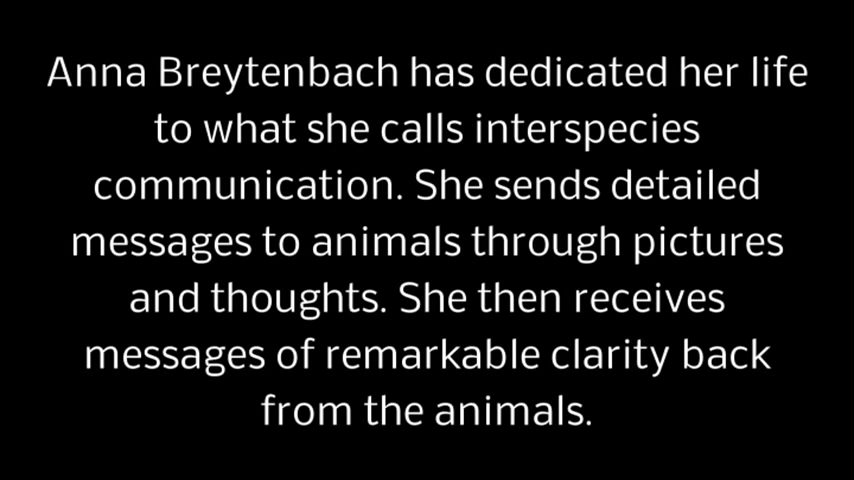 Anna Breytenbach has dedicated her life
to what she calls interspecies
communication. She sends detailed
messages to animals through pictures
and thoughts. She then receives
messages of remarkable clarity back
from the animals.